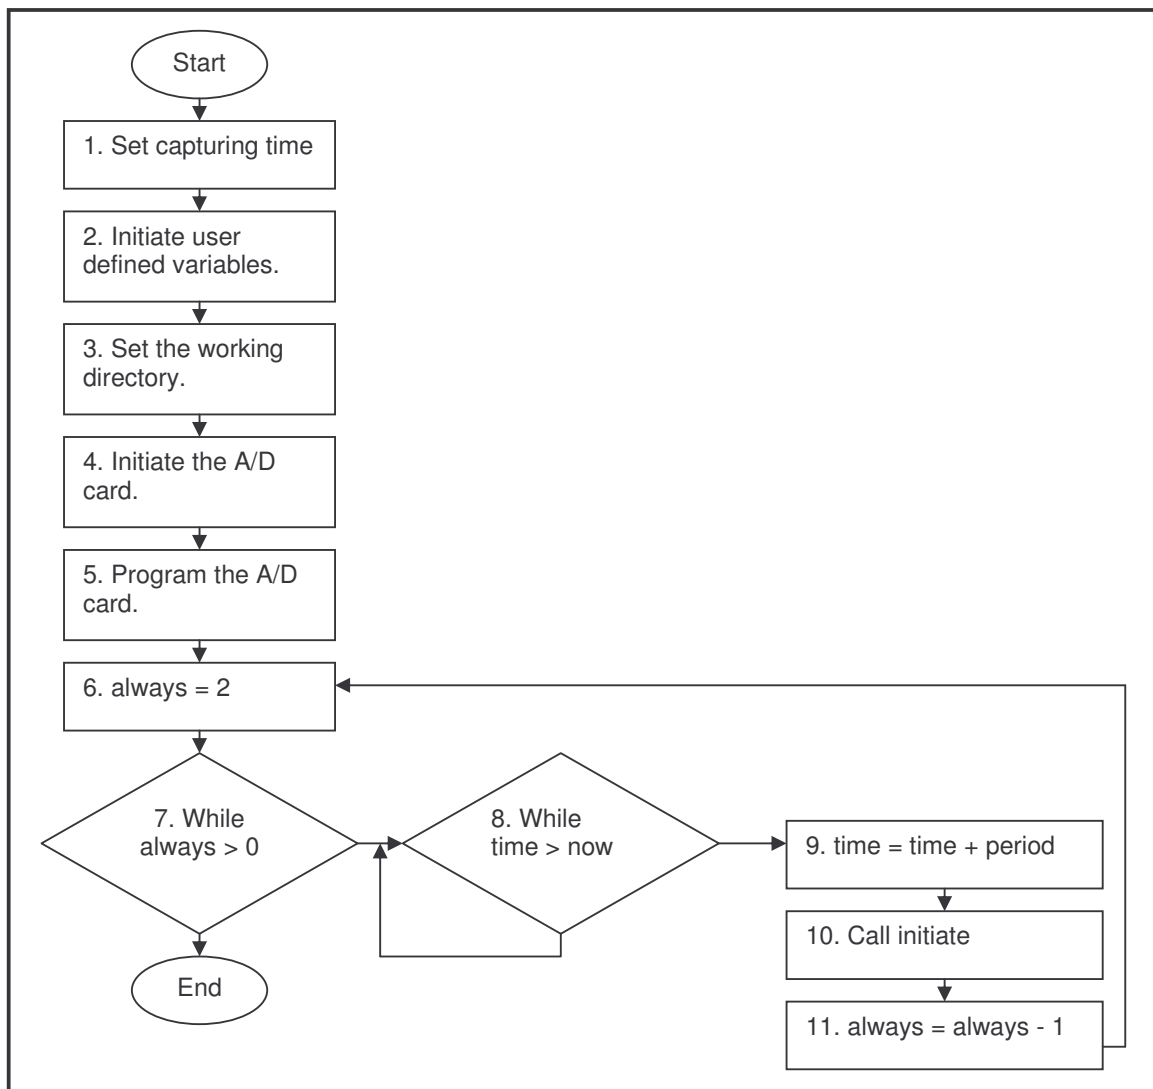 Start
1. Set capturing time
2. Initiate user
defined variables.
3. Set the working
directory.
4. Initiate the A/D
card.
5. Program the A/D
card.
6. always = 2
7. While
always > 0
8. While
time > now
9. time = time + period
10. Call initiate
11. always = always - 1
End